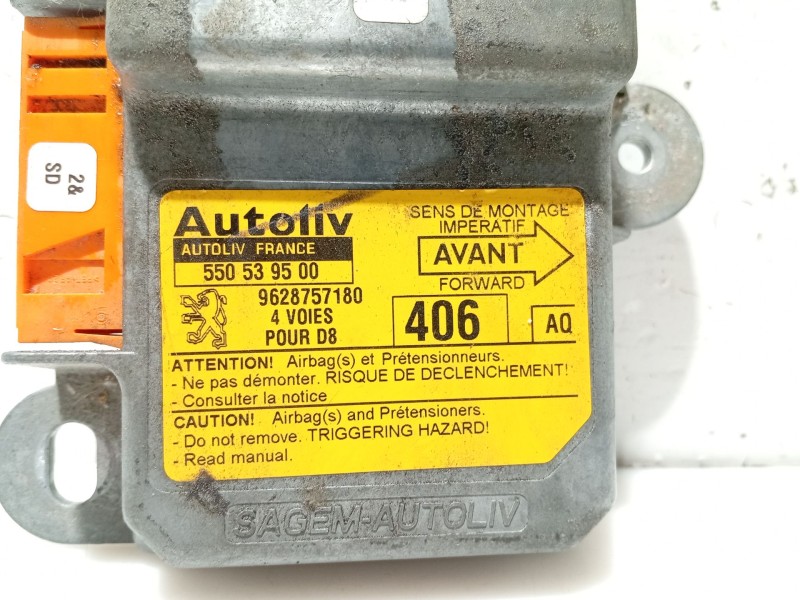 2&
SD
Autoliv
AUTOLIV FRANCE
550 53 95 00
9628757180
4 VOIES
POUR D8
SENS DE MONTAGE
IMPERATIF
AVANT
FORWARD
406
AQ
ATTENTION! Airbag(s) et Prétensionneurs.
- Ne pas démonter. RISQUE DE DECLENCHEMENT!
- Consulter la notice
CAUTION! Airbag(s) and Prétensioners.
- Do not remove. TRIGGERING HAZARD!
- Read manual.
SAGEM-AUTOLIV